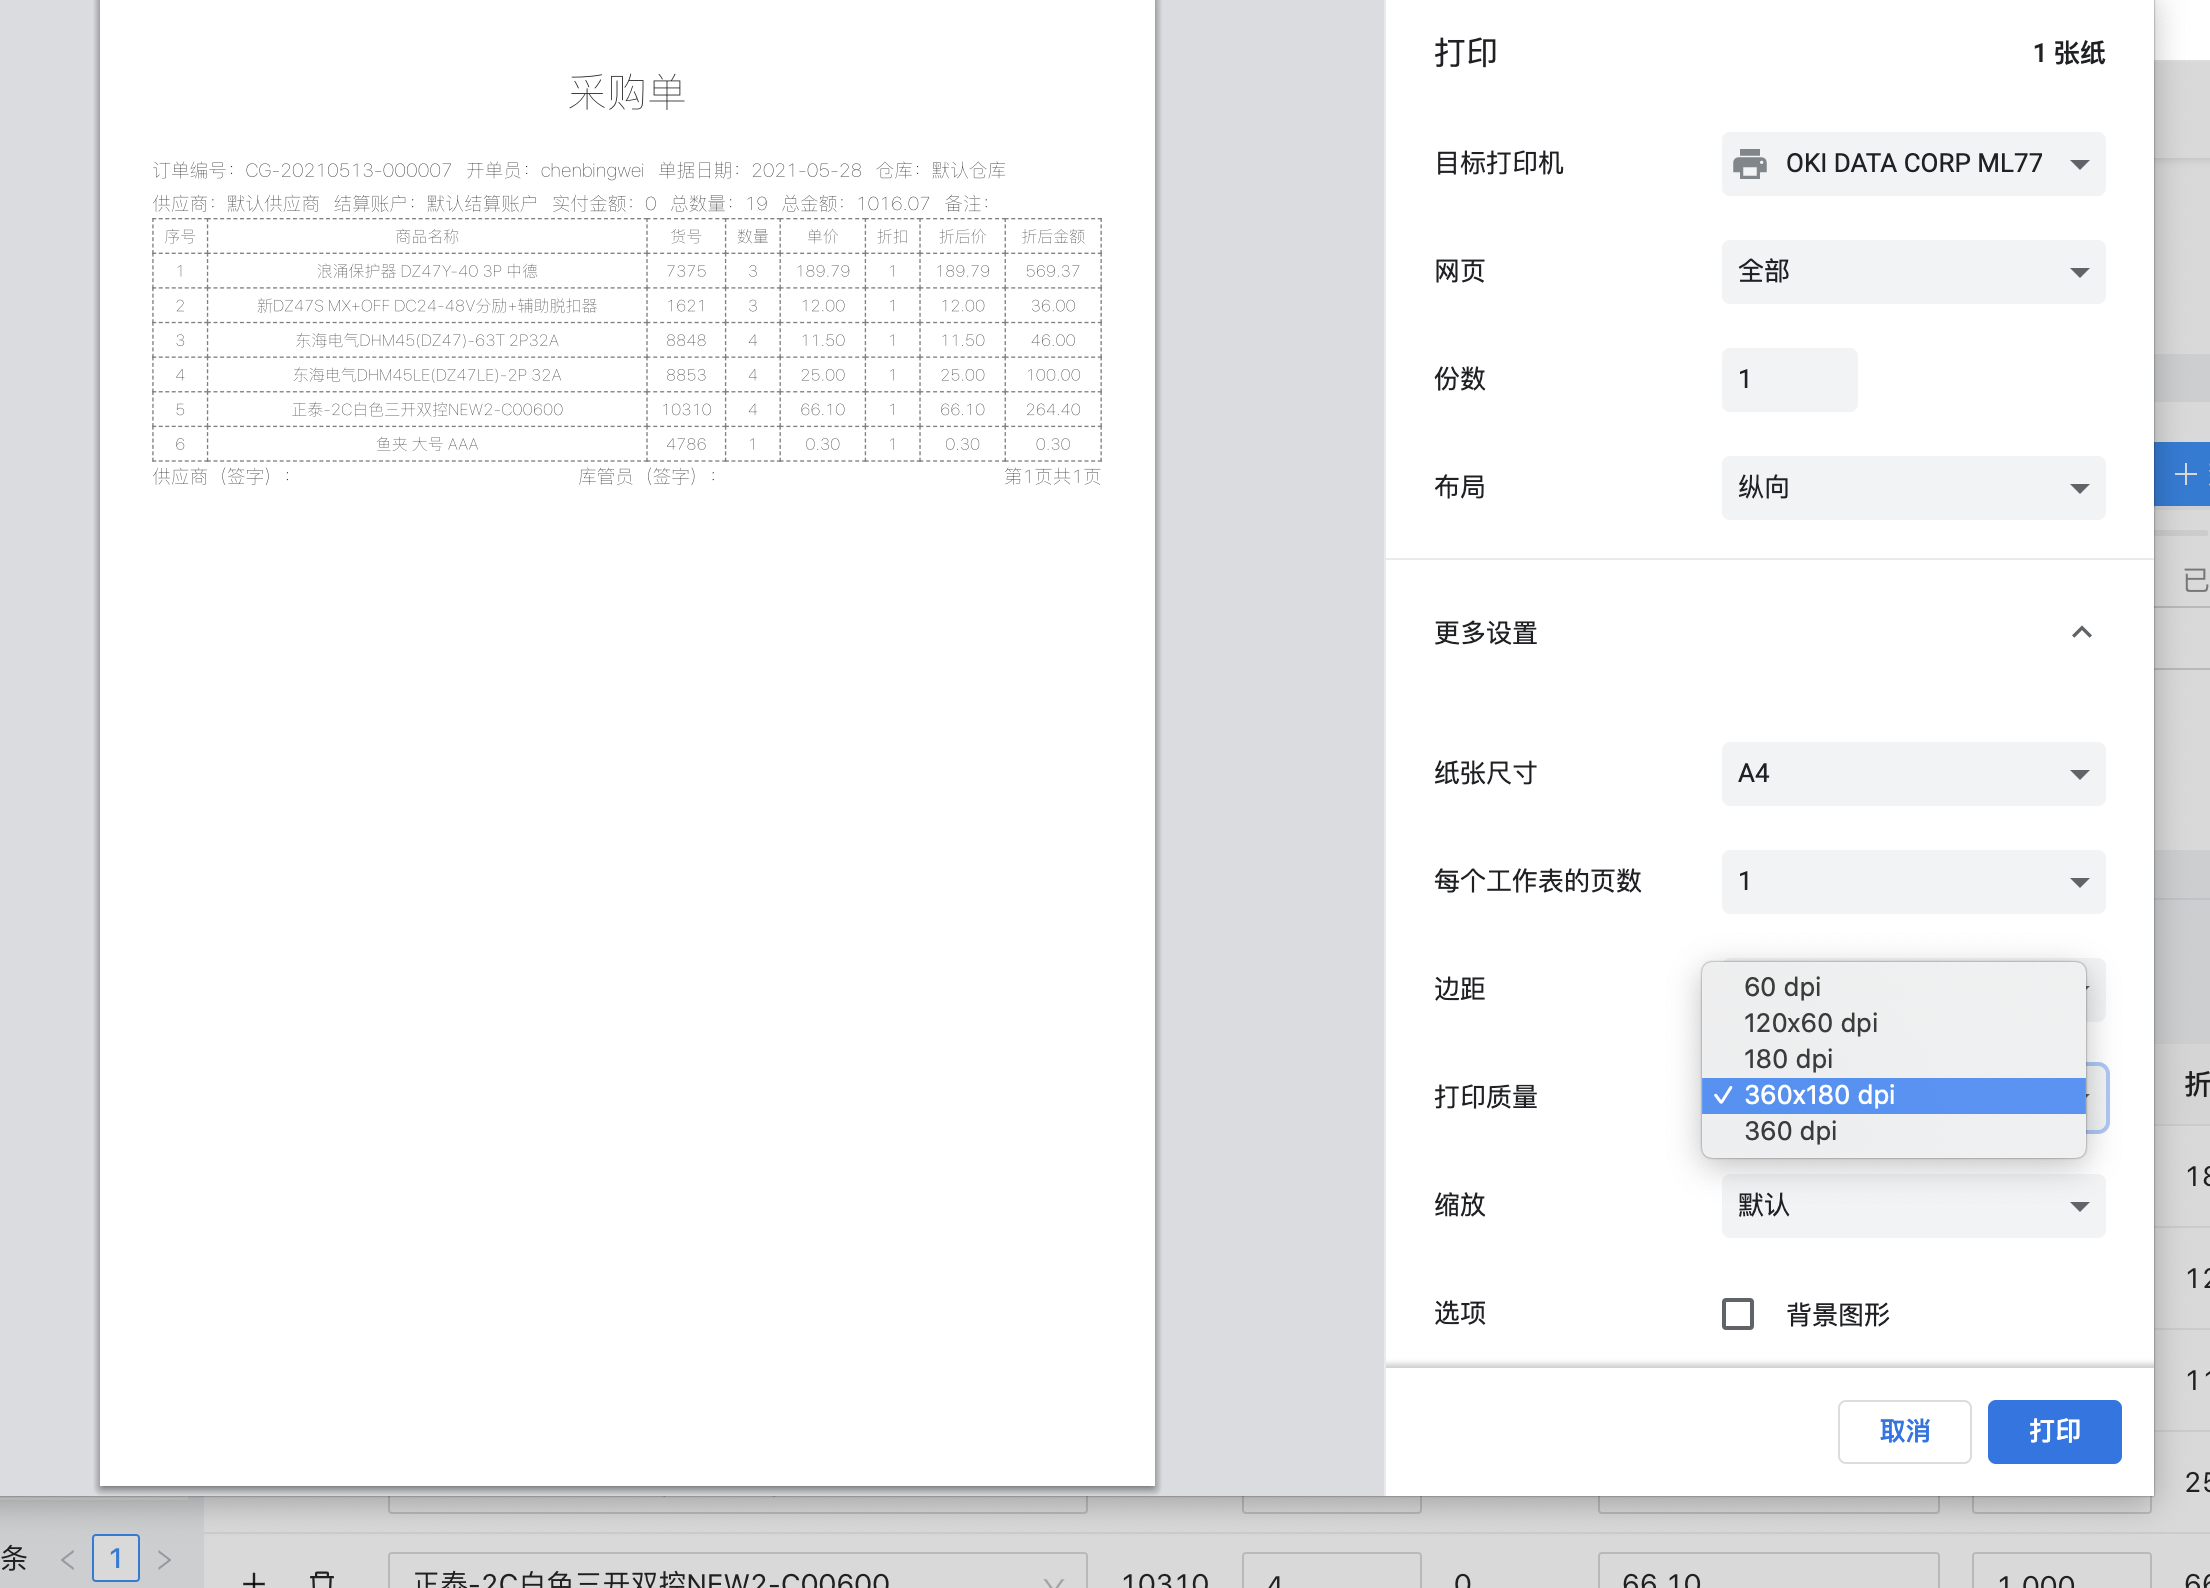 采购单
订单编号：CG-20210513-000007 开单员：chenbingwei 单据日期：2021-05-28 仓库：默认仓库
供应商：默认供应商 结算账户：默认结算账户 实付金额：0 总数量：19 总金额：1016.07 备注：
序号 商品名称 货号 数量 单价 折扣 折后价 折后金额
1 浪涌保护器 DZ47Y-40 3P 中德 7375 3 189.79 1 189.79 569.37
2 新DZ47S MX+OFF DC24-48V分励+辅助脱扣器 1621 3 12.00 1 12.00 36.00
3 东海电气DHM45(DZ47)-63T 2P32A 8848 4 11.50 1 11.50 46.00
4 东海电气DHM45LE(DZ47LE)-2P 32A 8853 4 25.00 1 25.00 100.00
5 正泰-2C白色三开双控NEW2-C00600 10310 4 66.10 1 66.10 264.40
6 鱼夹 大号 AAA 4786 1 0.30 1 0.30 0.30
供应商（签字）： 库管员（签字）： 第1页共1页
打印 1 张纸
目标打印机 OKI DATA CORP ML77
网页 全部
份数 1
布局 纵向
更多设置
纸张尺寸 A4
每个工作表的页数 1
边距
60 dpi
120x60 dpi
180 dpi
打印质量 ✓ 360x180 dpi
360 dpi
缩放 默认
选项 背景图形
取消 打印
已
折
18
12
11
25
条 < 1 >
正泰-2C白色三开双控NEW2-C00600 10310 4 0 66.10 1.000 66